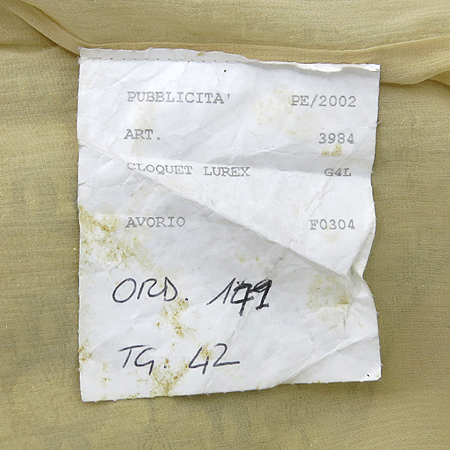 PUBBLICITA' PE/2002
ART. 3984
CLOQUET LUREX G4L
AVORIO F0304
ORD. 171
TG. 42